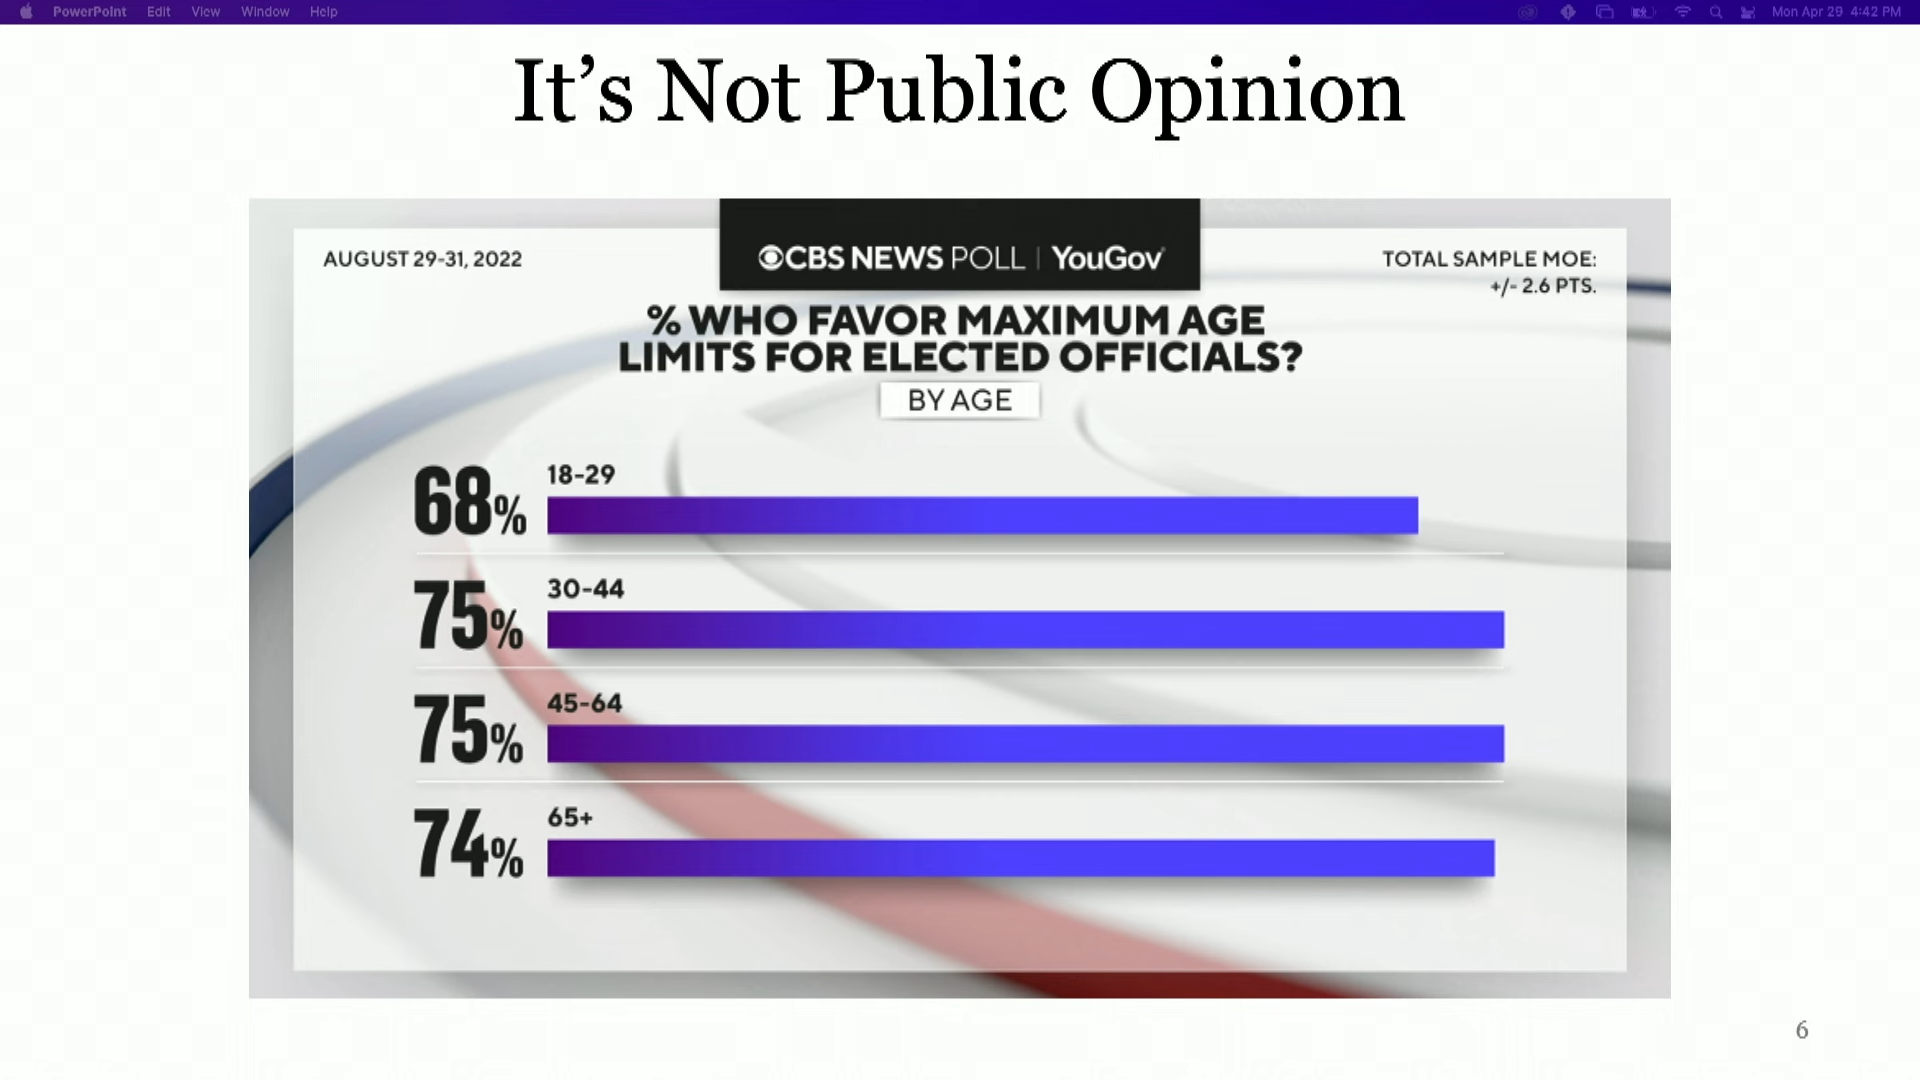 PowerPoint Edit View Window Help Mon Apr 29 4:42 PM
It’s Not Public Opinion
AUGUST 29-31, 2022
CBS NEWS POLL | YouGov
TOTAL SAMPLE MOE:
+/- 2.6 PTS.
% WHO FAVOR MAXIMUM AGE
LIMITS FOR ELECTED OFFICIALS?
BY AGE
68% 18-29
75% 30-44
75% 45-64
74% 65+
6